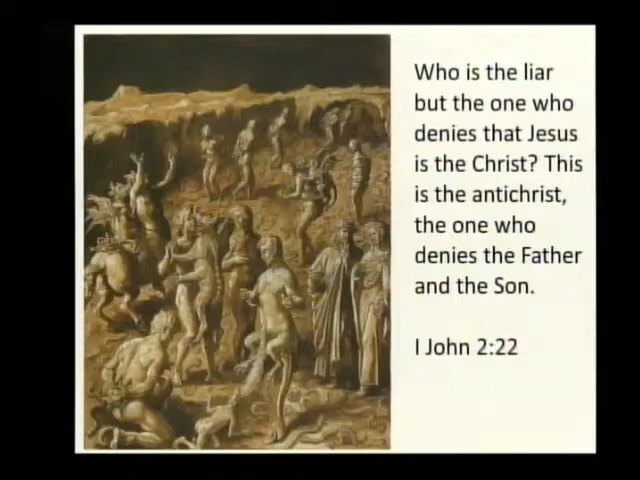 Who is the liar
but the one who
denies that Jesus
is the Christ? This
is the antichrist,
the one who
denies the Father
and the Son.
I John 2:22